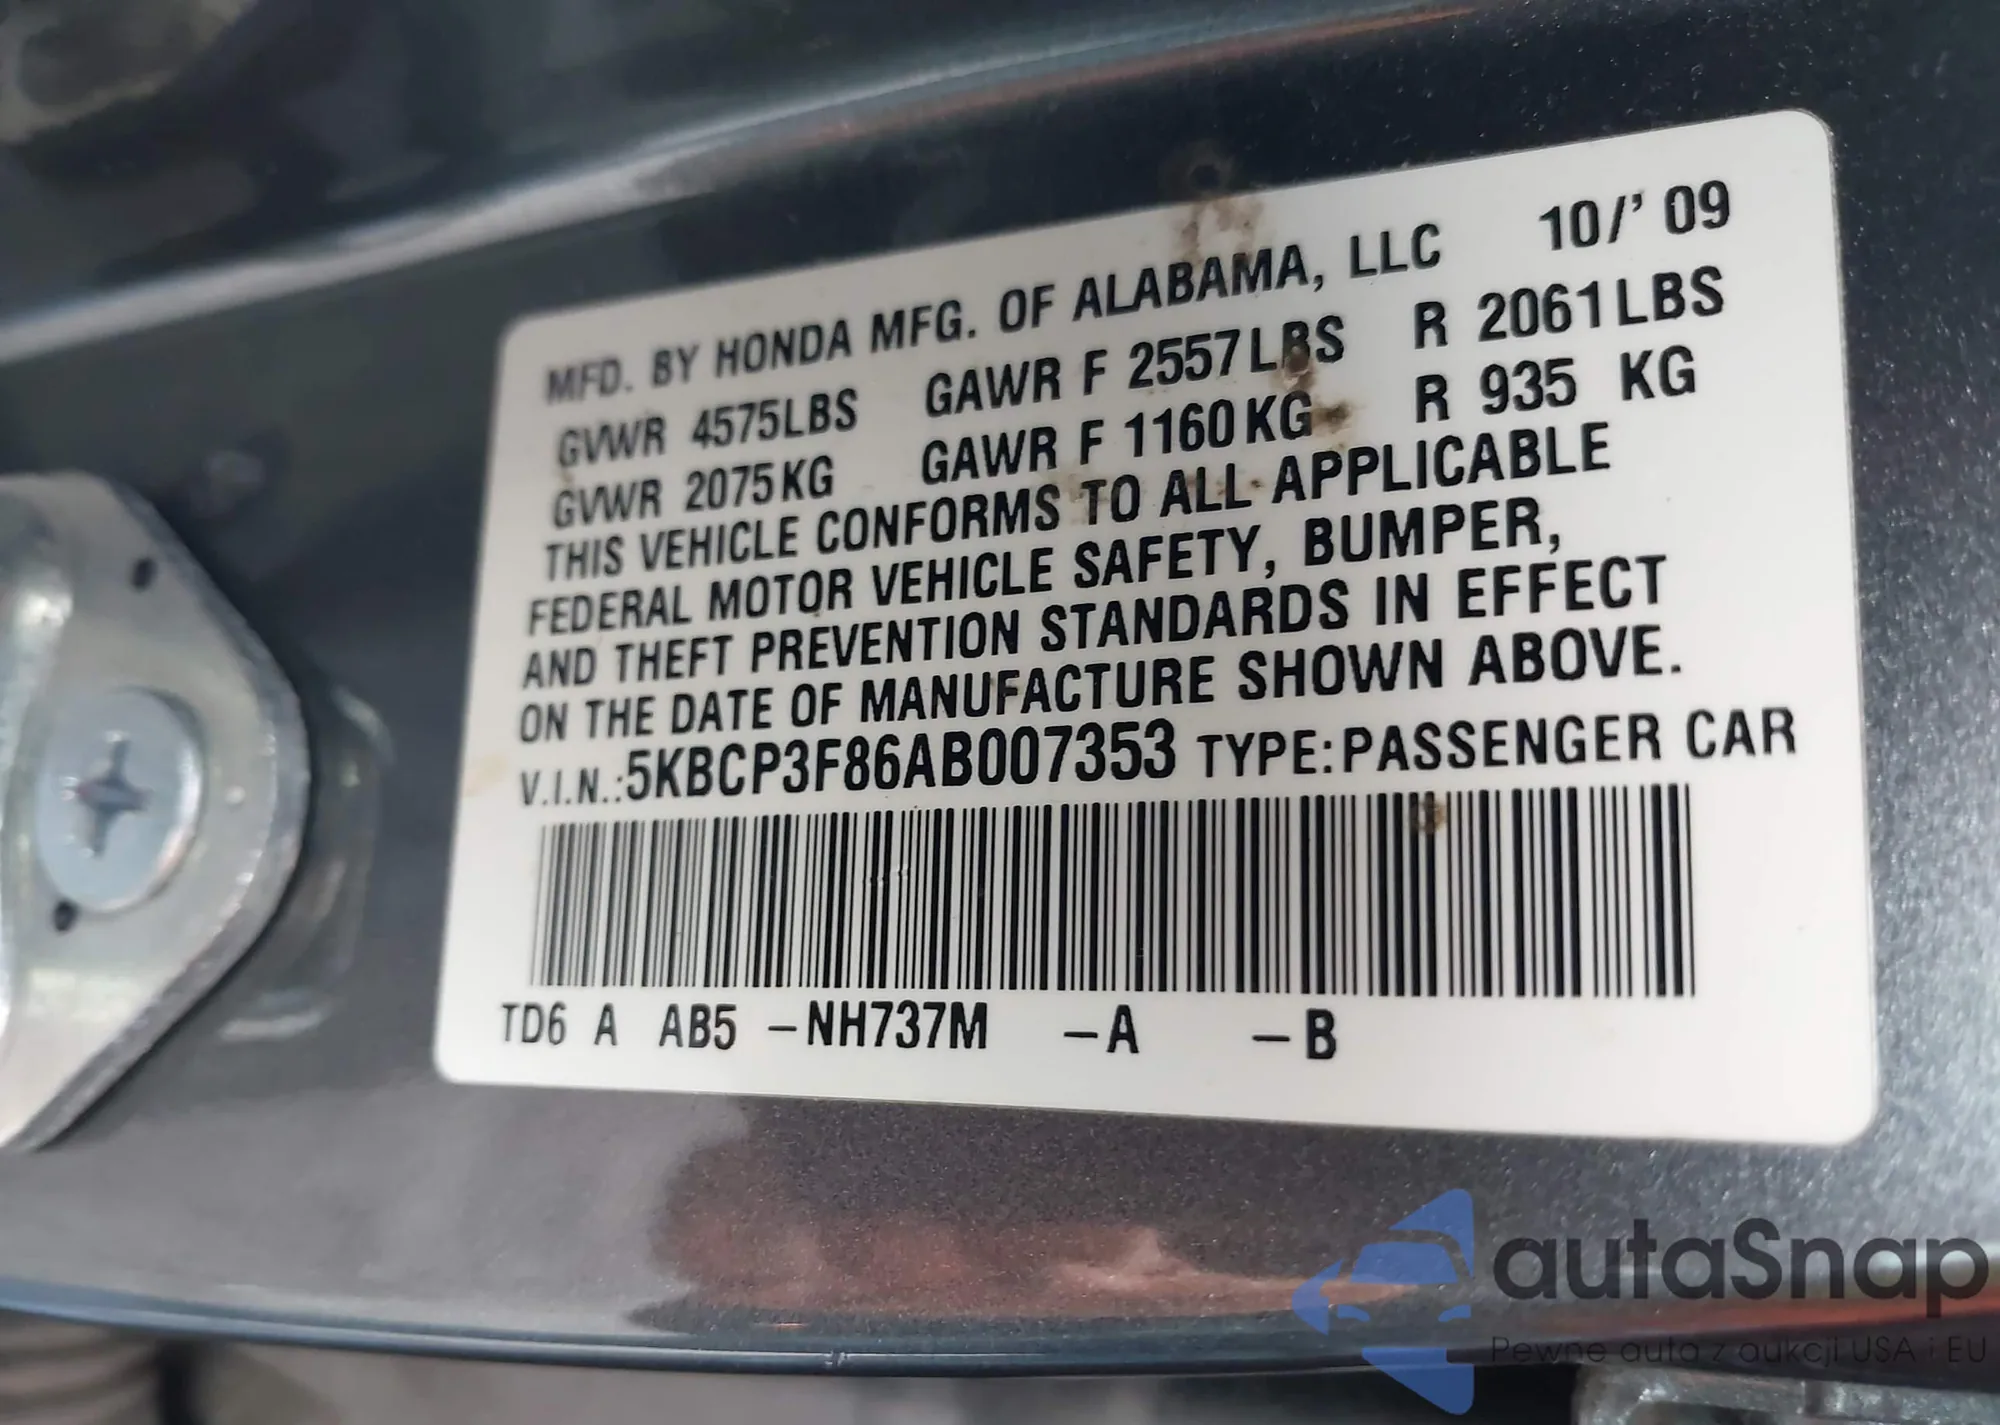 MFD. BY HONDA MFG. OF ALABAMA, LLC 10/' 09
GVWR 4575LBS GAWR F 2557LBS R 2061LBS
GVWR 2075KG GAWR F 1160KG R 935 KG
THIS VEHICLE CONFORMS TO ALL APPLICABLE
FEDERAL MOTOR VEHICLE SAFETY, BUMPER,
AND THEFT PREVENTION STANDARDS IN EFFECT
ON THE DATE OF MANUFACTURE SHOWN ABOVE.
V.I.N.:5KBCP3F86AB007353 TYPE:PASSENGER CAR
TD6 A AB5 -NH737M -A -B
autaSnap
Pewne auta z aukcji USA i EU